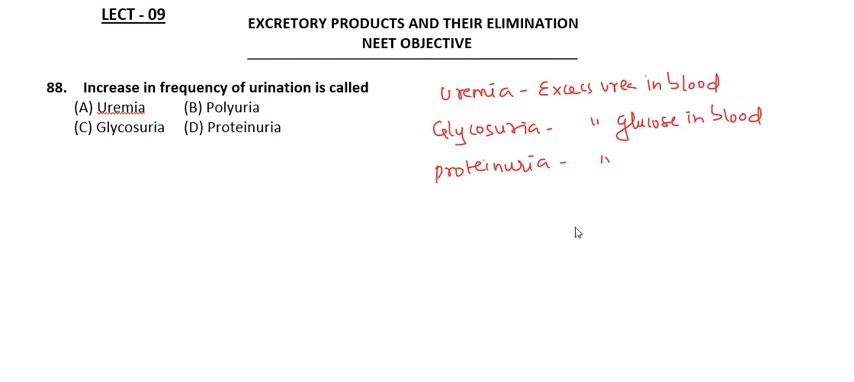 LECT - 09
EXCRETORY PRODUCTS AND THEIR ELIMINATION
NEET OBJECTIVE
88. Increase in frequency of urination is called
(A) Uremia (B) Polyuria
(C) Glycosuria (D) Proteinuria
Uremia - Excess urea in blood
Glycosuria - " glucose in blood
proteinuria - "